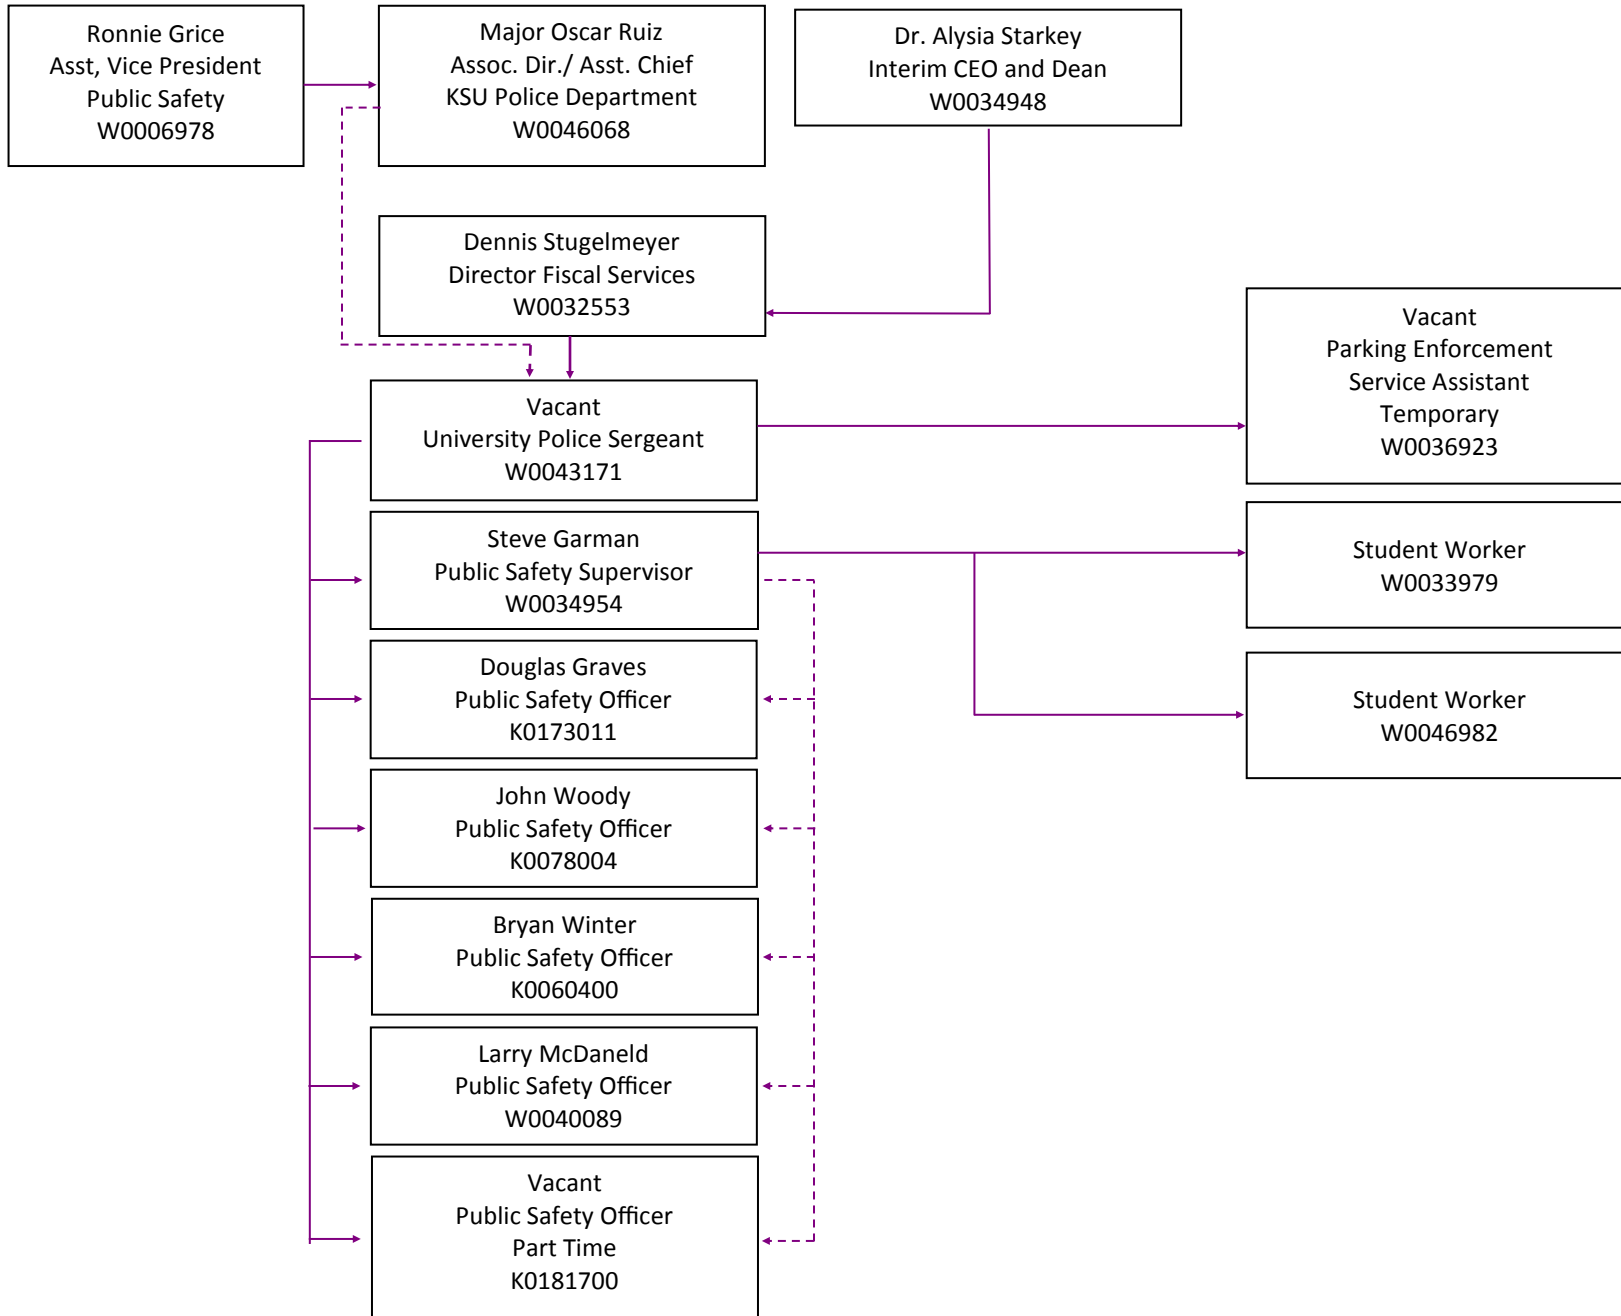 Ronnie Grice
Asst, Vice President
Public Safety
W0006978
Major Oscar Ruiz
Assoc. Dir./ Asst. Chief
KSU Police Department
W0046068
Dr. Alysia Starkey
Interim CEO and Dean
W0034948
Dennis Stugelmeyer
Director Fiscal Services
W0032553
Vacant
Parking Enforcement
Service Assistant
Temporary
W0036923
Vacant
University Police Sergeant
W0043171
Steve Garman
Public Safety Supervisor
W0034954
Student Worker
W0033979
Douglas Graves
Public Safety Officer
K0173011
Student Worker
W0046982
John Woody
Public Safety Officer
K0078004
Bryan Winter
Public Safety Officer
K0060400
Larry McDaneld
Public Safety Officer
W0040089
Vacant
Public Safety Officer
Part Time
K0181700